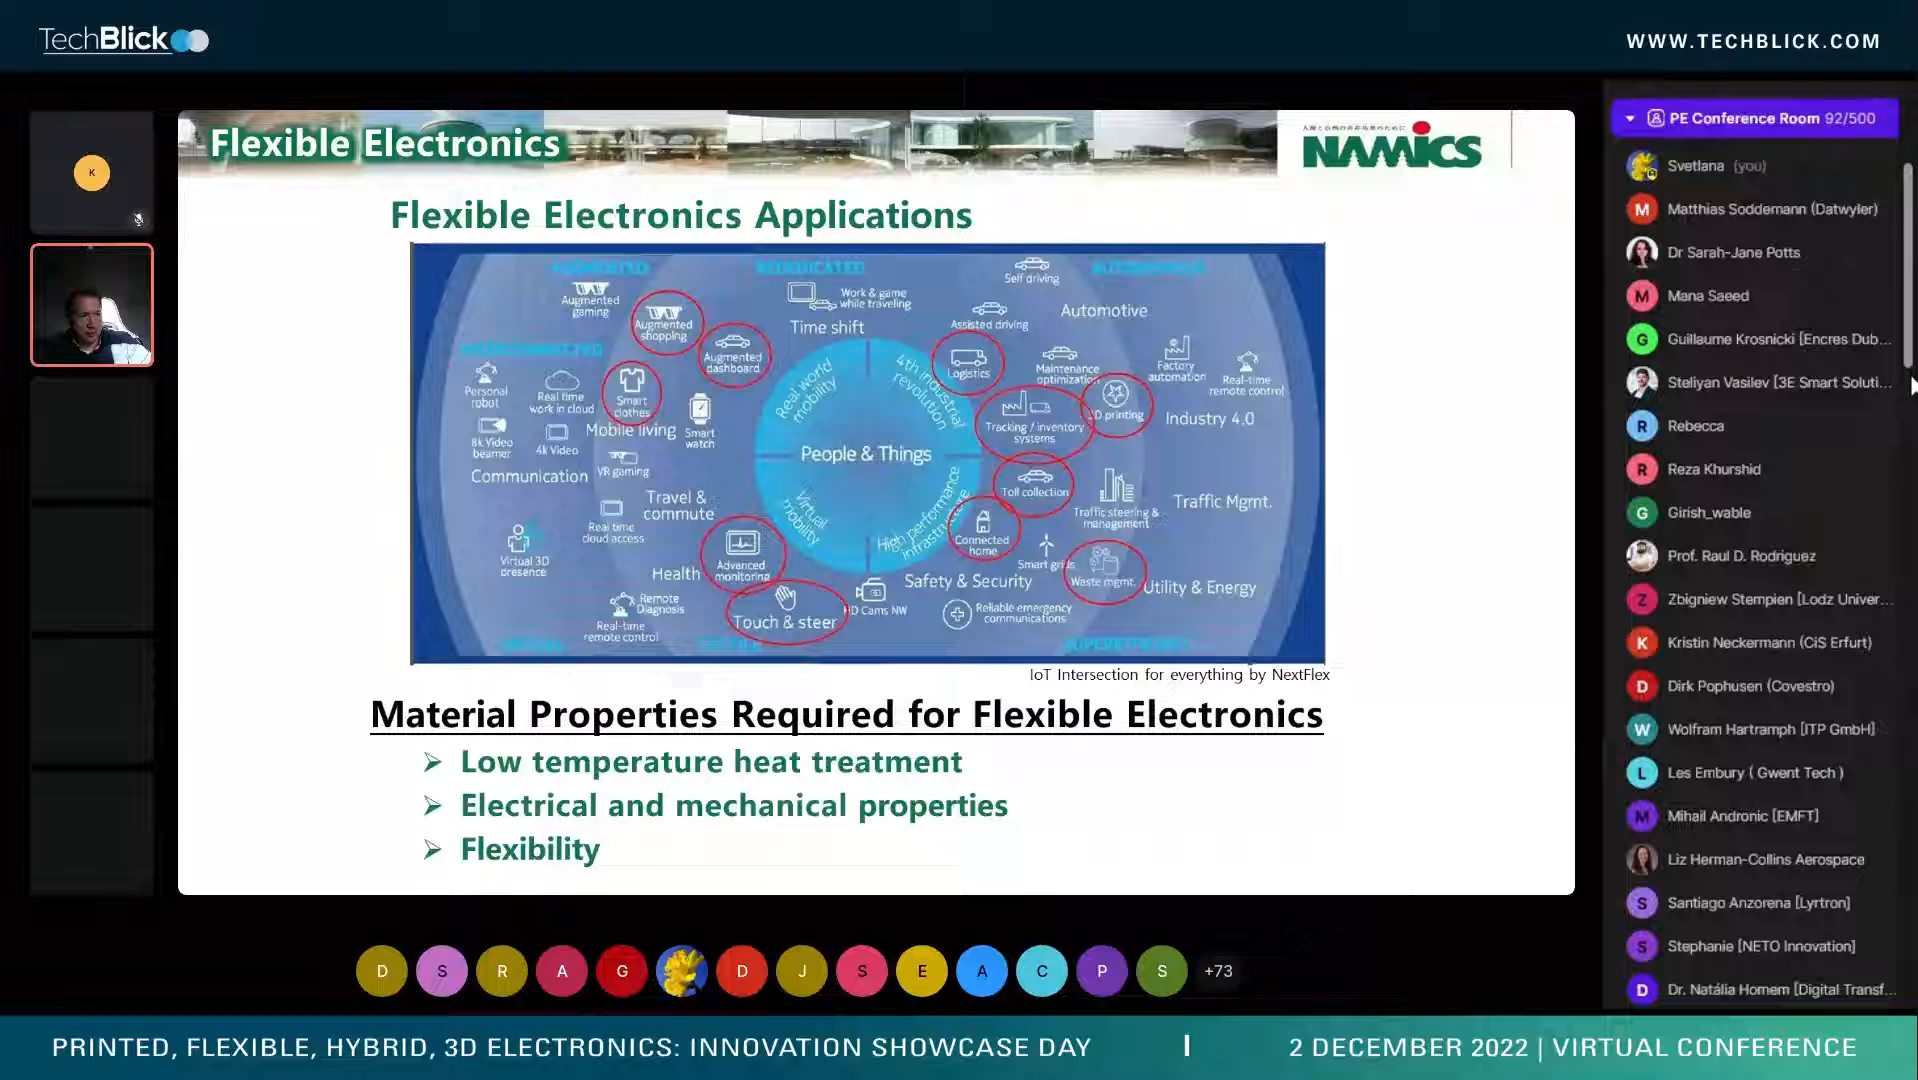 TechBlick
WWW.TECHBLICK.COM
K
Flexible Electronics
NAMICS
Flexible Electronics Applications
Augmented
gaming
Augmented
shopping
Augmented
dashboard
Work & game
while traveling
Time shift
Self driving
Assisted driving
Automotive
Logistics
Maintenance
optimization
Factory
automation
Real-time
remote control
Personal
robot
Real time
work in cloud
Smart
clothes
Smart
watch
Mobile living
8k Video
beamer
4k Video
VR gaming
Communication
Real world
mobility
4th industrial
revolution
People & Things
Virtual
mobility
High performance
infrastructure
Tracking / inventory
systems
3D printing
Industry 4.0
Toll collection
Traffic steering &
management
Traffic Mgmt.
Travel &
commute
Real time
cloud access
Virtual 3D
presence
Health
Advanced
monitoring
Connected
home
Smart grids
Waste mgmt.
Utility & Energy
Safety & Security
Remote
Diagnosis
Real-time
remote control
Touch & steer
HD Cams NW
Reliable emergency
communications
IoT Intersection for everything by NextFlex
Material Properties Required for Flexible Electronics
Low temperature heat treatment
Electrical and mechanical properties
Flexibility
PE Conference Room 92/500
Svetlana (you)
M Matthias Soddemann (Datwyler)
Dr Sarah-Jane Potts
M Mana Saeed
G Guillaume Krosnicki [Encres Dub...
Steliyan Vasilev [3E Smart Soluti...
R Rebecca
R Reza Khurshid
G Girish_wable
Prof. Raul D. Rodriguez
Z Zbigniew Stempien [Lodz Univer...
K Kristin Neckermann (CiS Erfurt)
D Dirk Pophusen (Covestro)
W Wolfram Hartramph [ITP GmbH]
L Les Embury ( Gwent Tech )
M Mihail Andronic [EMFT]
Liz Herman-Collins Aerospace
S Santiago Anzorena [Lyrtron]
S Stephanie [NETO Innovation]
D Dr. Natália Homem [Digital Transf...
D S R A G D J S E A C P S +73
PRINTED, FLEXIBLE, HYBRID, 3D ELECTRONICS: INNOVATION SHOWCASE DAY | 2 DECEMBER 2022 | VIRTUAL CONFERENCE